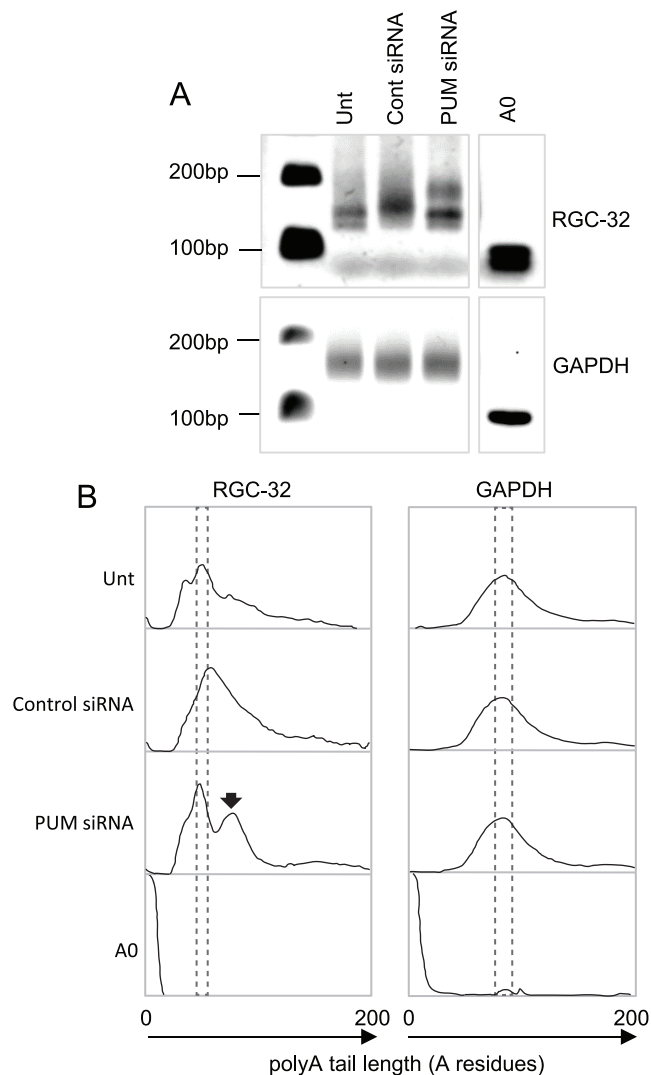 A
Unt
Cont siRNA
PUM siRNA
A0
200bp
100bp
RGC-32
200bp
100bp
GAPDH
B
RGC-32
GAPDH
Unt
Control siRNA
PUM siRNA
A0
0
200
0
200
polyA tail length (A residues)